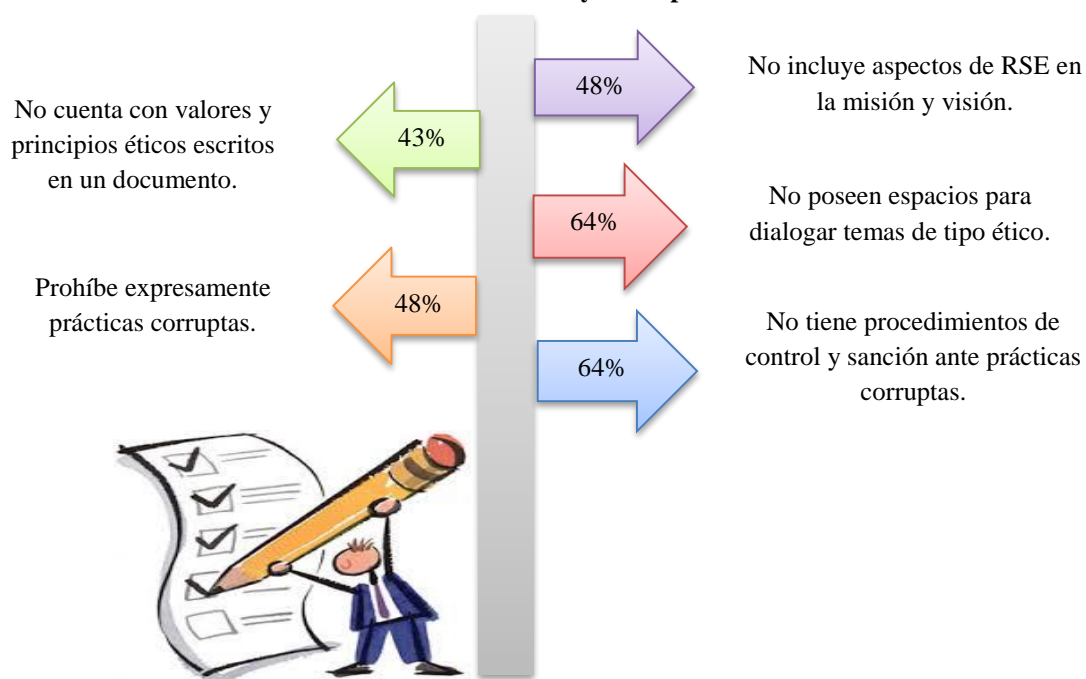 48%
No incluye aspectos de RSE en
la misión y visión.
No cuenta con valores y
principios éticos escritos
en un documento.
43%
64%
No poseen espacios para
dialogar temas de tipo ético.
Prohíbe expresamente
prácticas corruptas.
48%
64%
No tiene procedimientos de
control y sanción ante prácticas
corruptas.